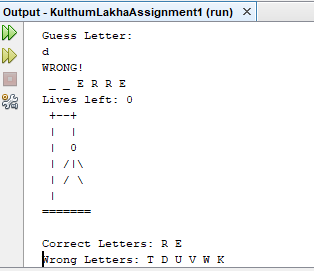 Output - KulthumLakhaAssignment1 (run) ×
Guess Letter:
d
WRONG!
_ _ E R R E
Lives left: 0
+--+
|  |
|  0
| /|\
| / \
|
=======
Correct Letters: R E
Wrong Letters: T D U V W K